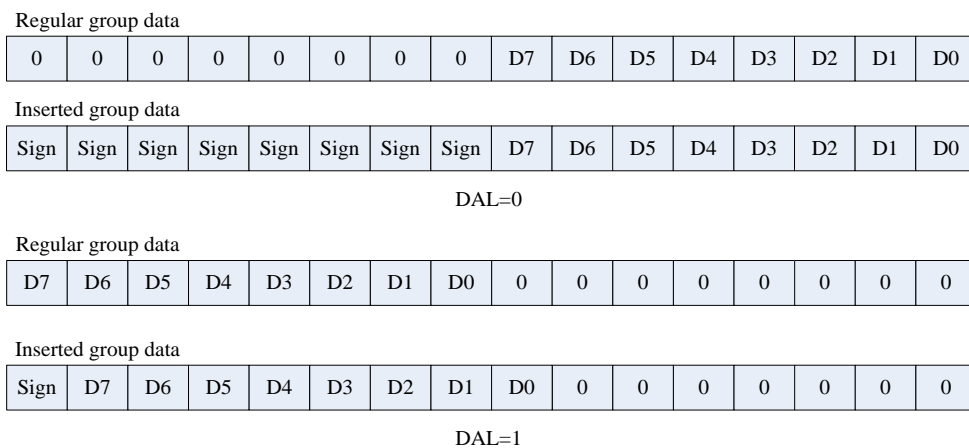 Regular group data
0 0 0 0 0 0 0 0 D7 D6 D5 D4 D3 D2 D1 D0
Inserted group data
Sign Sign Sign Sign Sign Sign Sign Sign D7 D6 D5 D4 D3 D2 D1 D0
DAL=0
Regular group data
D7 D6 D5 D4 D3 D2 D1 D0 0 0 0 0 0 0 0 0
Inserted group data
Sign D7 D6 D5 D4 D3 D2 D1 D0 0 0 0 0 0 0 0
DAL=1